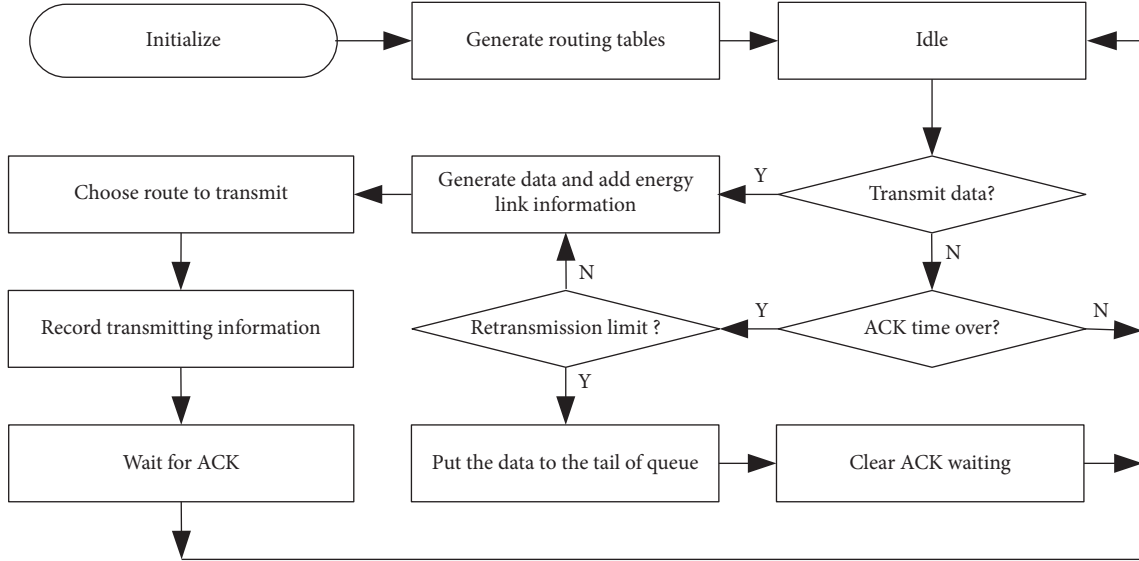 Initialize
Generate routing tables
Idle
Choose route to transmit
Generate data and add energy
link information
Y
Transmit data?
N
N
Record transmitting information
Retransmission limit ?
Y
ACK time over?
N
Y
Wait for ACK
Put the data to the tail of queue
Clear ACK waiting